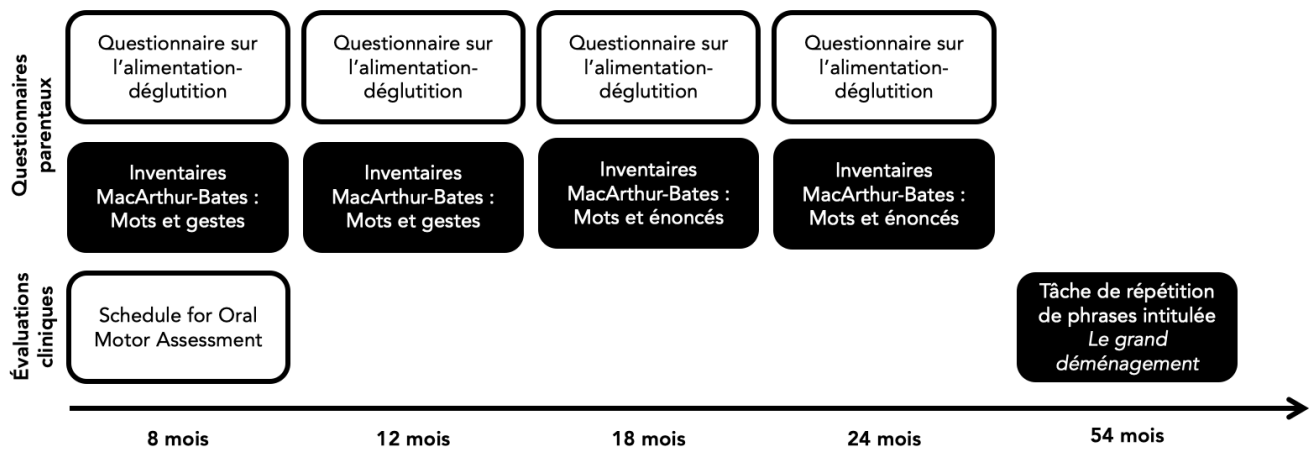 Questionnaires
parentaux
Questionnaire sur
l'alimentation-
déglutition
Questionnaire sur
l'alimentation-
déglutition
Questionnaire sur
l'alimentation-
déglutition
Questionnaire sur
l'alimentation-
déglutition
Inventaires
MacArthur-Bates :
Mots et gestes
Inventaires
MacArthur-Bates :
Mots et gestes
Inventaires
MacArthur-Bates :
Mots et énoncés
Inventaires
MacArthur-Bates :
Mots et énoncés
Évaluations
cliniques
Schedule for Oral
Motor Assessment
Tâche de répétition
de phrases intitulée
Le grand
déménagement
8 mois
12 mois
18 mois
24 mois
54 mois